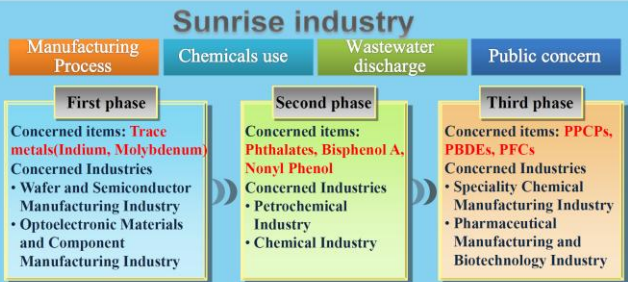 Sunrise industry
Manufacturing
Process
Chemicals use
Wastewater
discharge
Public concern
First phase
Concerned items: Trace
metals(Indium, Molybdenum)
Concerned Industries
• Wafer and Semiconductor
Manufacturing Industry
• Optoelectronic Materials
and Component
Manufacturing Industry
Second phase
Concerned items:
Phthalates, Bisphenol A,
Nonyl Phenol
Concerned Industries
• Petrochemical
Industry
• Chemical Industry
Third phase
Concerned items: PPCPs,
PBDEs, PFCs
Concerned Industries
• Speciality Chemical
Manufacturing Industry
• Pharmaceutical
Manufacturing and
Biotechnology Industry